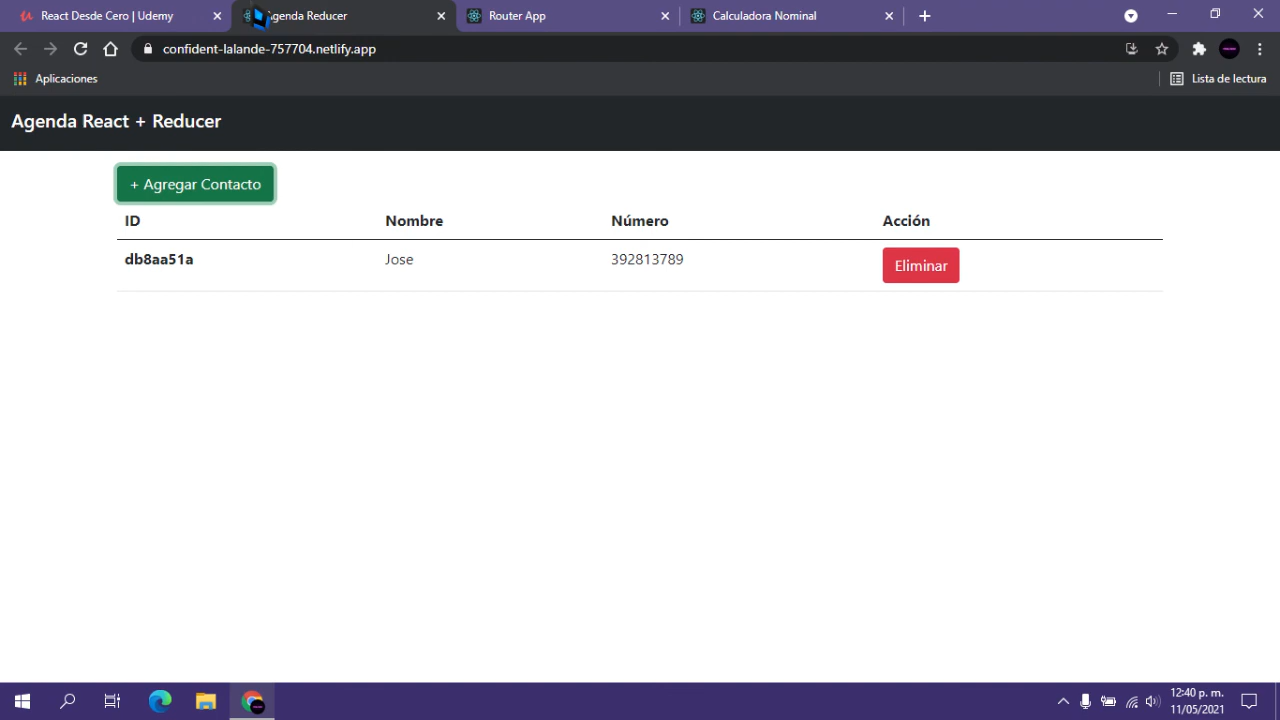 React Desde Cero | Udemy
Agenda Reducer
Router App
Calculadora Nominal
confident-lalande-757704.netlify.app
Aplicaciones
Lista de lectura
Agenda React + Reducer
+ Agregar Contacto
ID Nombre Número Acción
db8aa51a Jose 392813789 Eliminar
12:40 p. m.
11/05/2021